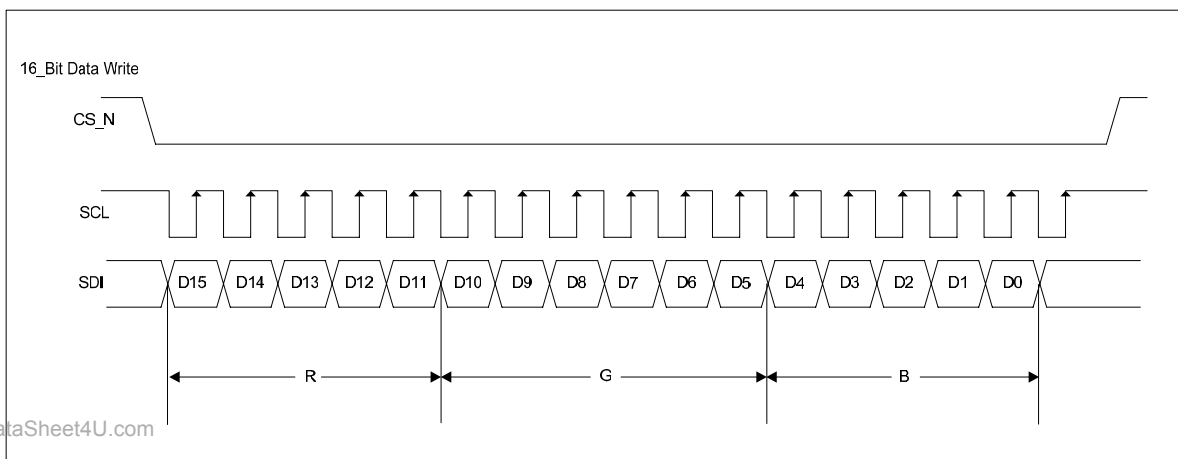 16_Bit Data Write
CS_N
SCL
SDI D15 D14 D13 D12 D11 D10 D9 D8 D7 D6 D5 D4 D3 D2 D1 D0
R G B
ataSheet4U.com